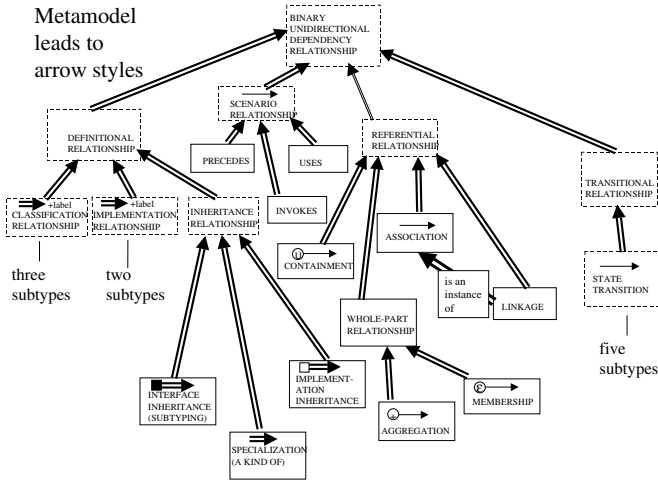 Metamodel
leads to
arrow styles
BINARY
UNIDIRECTIONAL
DEPENDENCY
RELATIONSHIP
SCENARIO
RELATIONSHIP
DEFINITIONAL
RELATIONSHIP
REFERENTIAL
RELATIONSHIP
PRECEDES
USES
TRANSITIONAL
RELATIONSHIP
+label
CLASSIFICATION
RELATIONSHIP
+label
IMPLEMENTATION
RELATIONSHIP
INHERITANCE
RELATIONSHIP
INVOKES
ASSOCIATION
U
CONTAINMENT
three
subtypes
two
subtypes
is an
instance
of
LINKAGE
STATE
TRANSITION
WHOLE-PART
RELATIONSHIP
five
subtypes
INTERFACE
INHERITANCE
(SUBTYPING)
IMPLEMENT-
ATION
INHERITANCE
+
AGGREGATION
ε
MEMBERSHIP
SPECIALIZATION
(A KIND OF)